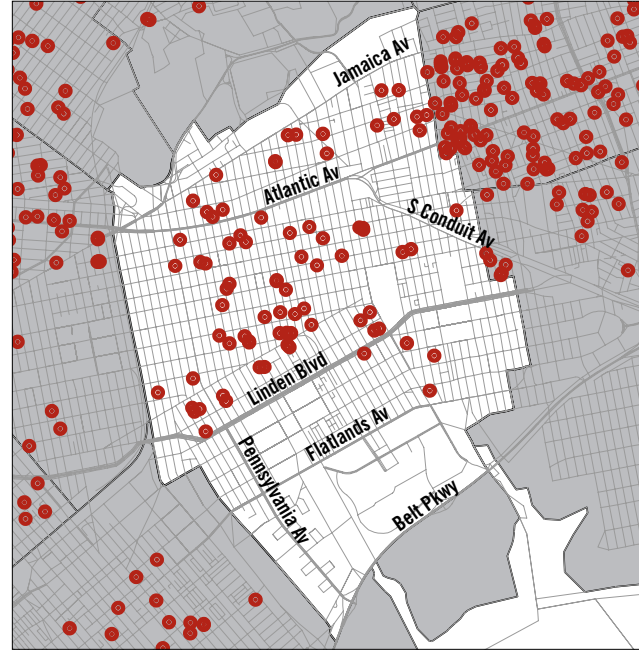 Jamaica Av
Atlantic Av
S Conduit Av
Linden Blvd
Flatlands Av
Pennsylvania Av
Belt Pkwy